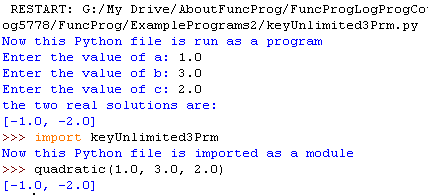 RESTART: G:/My Drive/AboutFuncProg/FuncProgLogProgCo
og5778/FuncProg/ExamplePrograms2/keyUnlimited3Prm.py
Now this Python file is run as a program
Enter the value of a: 1.0
Enter the value of b: 3.0
Enter the value of c: 2.0
the two real solutions are:
[-1.0, -2.0]
>>> import keyUnlimited3Prm
Now this Python file is imported as a module
>>> quadratic(1.0, 3.0, 2.0)
[-1.0, -2.0]